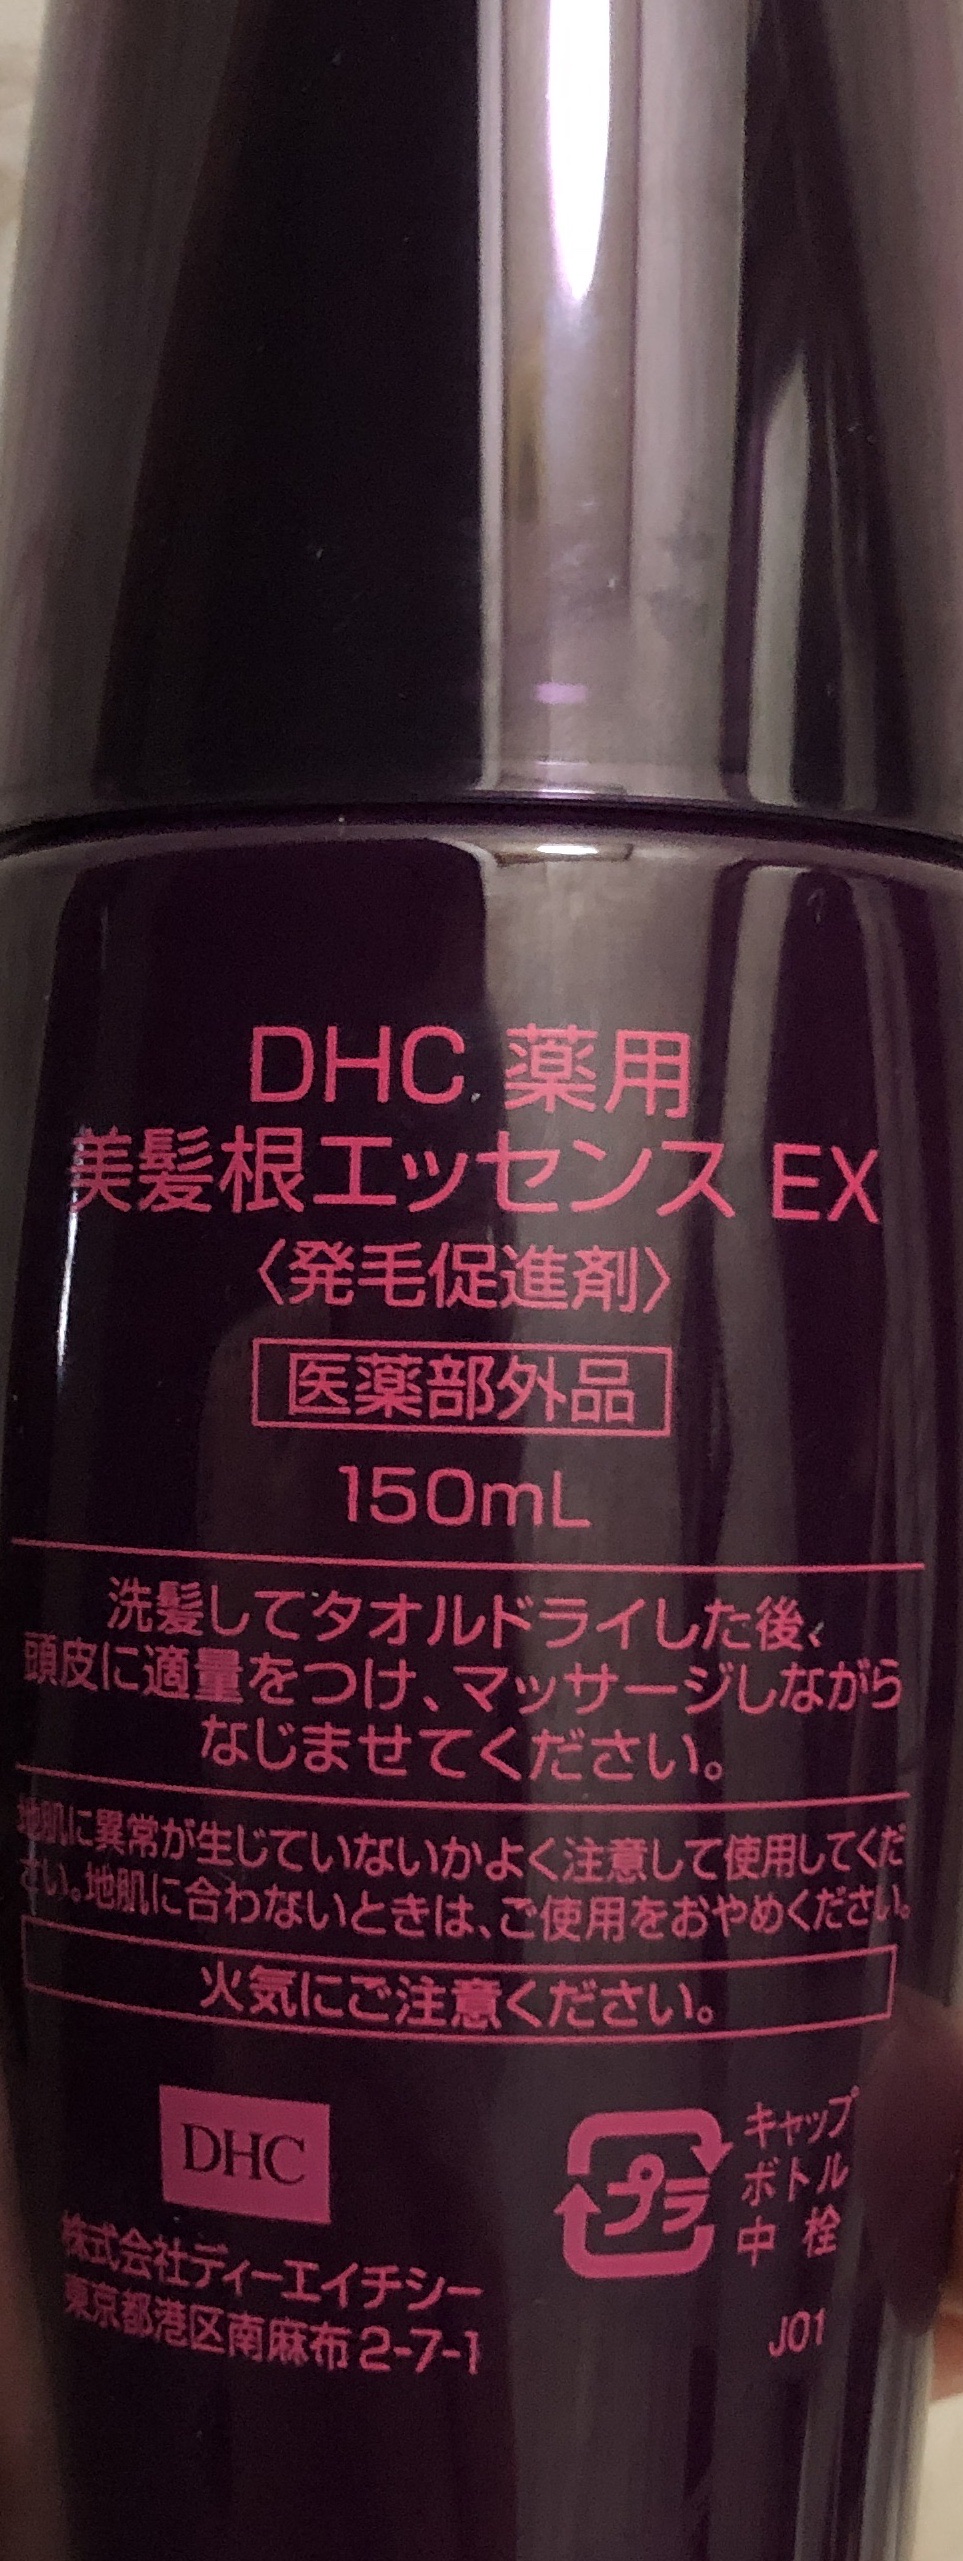 DHC 薬用
美髪根エッセンス EX
〈発毛促進剤〉
医薬部外品
150mL
洗髪してタオルドライした後、
頭皮に適量をつけ、マッサージしながら
なじませてください。
地肌に異常が生じていないかよく注意して使用してくだ
さい。地肌に合わないときは、ご使用をおやめください。
火気にご注意ください。
DHC
株式会社ディーエイチシー
東京都港区南麻布2-7-1
プラ
キャップ
ボトル
中 栓
J01